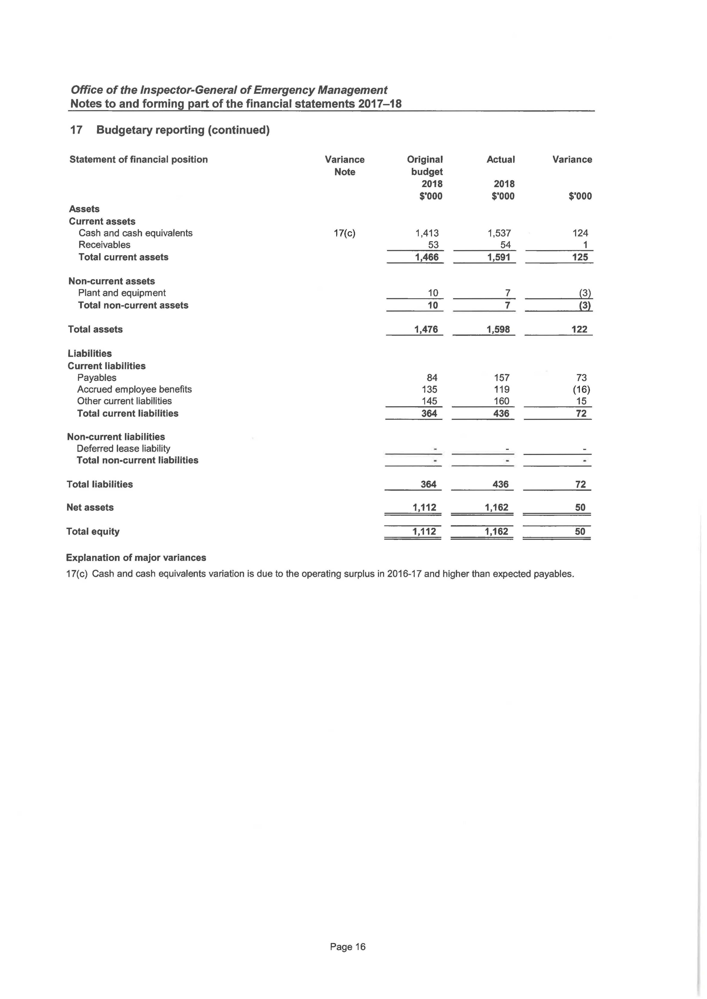 Office of the Inspector-General of Emergency Management
Notes to and forming part of the financial statements 2017–18
17 Budgetary reporting (continued)
Statement of financial position Variance Original Actual Variance
Note budget
2018 2018
$'000 $'000 $'000
Assets
Current assets
Cash and cash equivalents 17(c) 1,413 1,537 124
Receivables 53 54 1
Total current assets 1,466 1,591 125
Non-current assets
Plant and equipment 10 7 (3)
Total non-current assets 10 7 (3)
Total assets 1,476 1,598 122
Liabilities
Current liabilities
Payables 84 157 73
Accrued employee benefits 135 119 (16)
Other current liabilities 145 160 15
Total current liabilities 364 436 72
Non-current liabilities
Deferred lease liability - - -
Total non-current liabilities - - -
Total liabilities 364 436 72
Net assets 1,112 1,162 50
Total equity 1,112 1,162 50
Explanation of major variances
17(c) Cash and cash equivalents variation is due to the operating surplus in 2016-17 and higher than expected payables.
Page 16